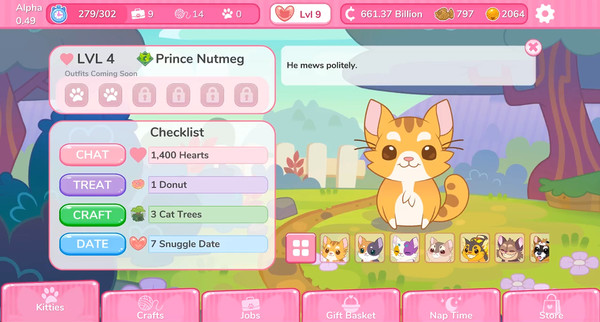 Alpha
0.49
279/302
9
14
0
Lvl 9
661.37 Billion
797
2064
LVL 4
Prince Nutmeg
Outfits Coming Soon
He mews politely.
Checklist
CHAT
1,400 Hearts
TREAT
1 Donut
CRAFT
3 Cat Trees
DATE
7 Snuggle Date
Kitties
Crafts
Jobs
Gift Basket
Nap Time
Store